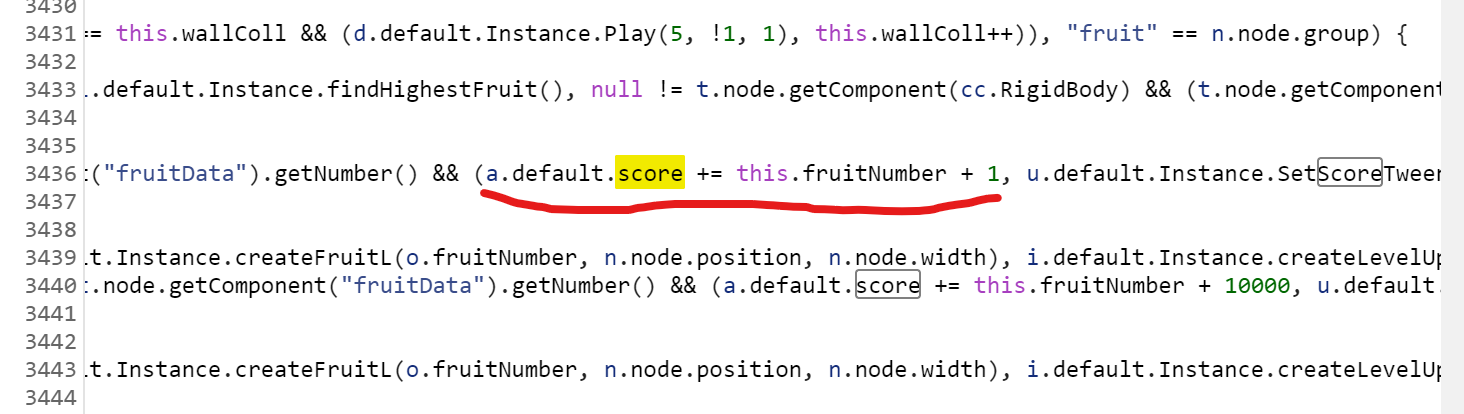 3430
3431 == this.wallColl && (d.default.Instance.Play(5, !1, 1), this.wallColl++)), "fruit" == n.node.group) {
3432
3433 .default.Instance.findHighestFruit(), null != t.node.getComponent(cc.RigidBody) && (t.node.getComponent
3434
3435
3436 ("fruitData").getNumber() && (a.default.score += this.fruitNumber + 1, u.default.Instance.SetScoreTween
3437
3438
3439 t.Instance.createFruitL(o.fruitNumber, n.node.position, n.node.width), i.default.Instance.createLevelUp
3440 .node.getComponent("fruitData").getNumber() && (a.default.score += this.fruitNumber + 10000, u.default.
3441
3442
3443 t.Instance.createFruitL(o.fruitNumber, n.node.position, n.node.width), i.default.Instance.createLevelUp
3444